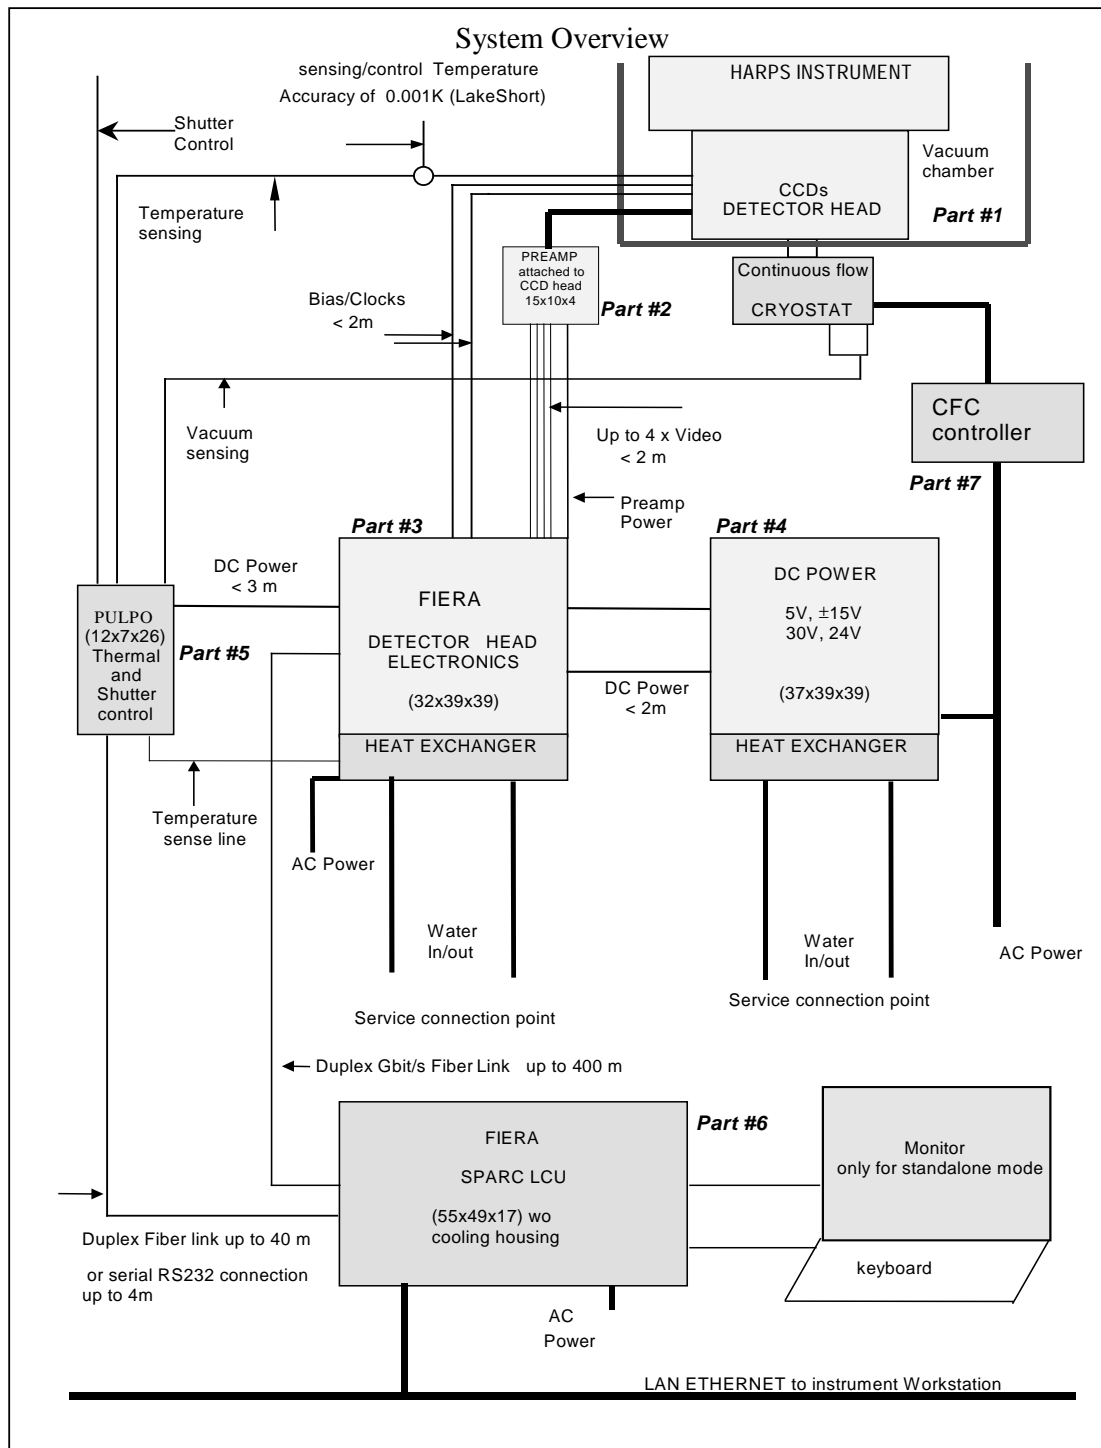 System Overview
sensing/control Temperature
Accuracy of 0.001K (LakeShort)
HARPS INSTRUMENT
Shutter
Control
Vacuum
chamber
CCDs
DETECTOR HEAD
Part #1
Temperature
sensing
PREAMP
attached to
CCD head
15x10x4
Part #2
Continuous flow
CRYOSTAT
Bias/Clocks
< 2m
CFC
controller
Part #7
Vacuum
sensing
Up to 4 x Video
< 2 m
Preamp
Power
Part #3
Part #4
DC Power
< 3 m
FIERA
DETECTOR HEAD
ELECTRONICS
(32x39x39)
HEAT EXCHANGER
DC POWER
5V, ±15V
30V, 24V
(37x39x39)
HEAT EXCHANGER
DC Power
< 2m
PULPO
(12x7x26)
Thermal
and
Shutter
control
Part #5
Temperature
sense line
AC Power
Water
In/out
Service connection point
Water
In/out
Service connection point
AC Power
Duplex Gbit/s Fiber Link up to 400 m
FIERA
SPARC LCU
(55x49x17) wo
cooling housing
Part #6
Monitor
only for standalone mode
keyboard
Duplex Fiber link up to 40 m
or serial RS232 connection
up to 4m
AC
Power
LAN ETHERNET to instrument Workstation